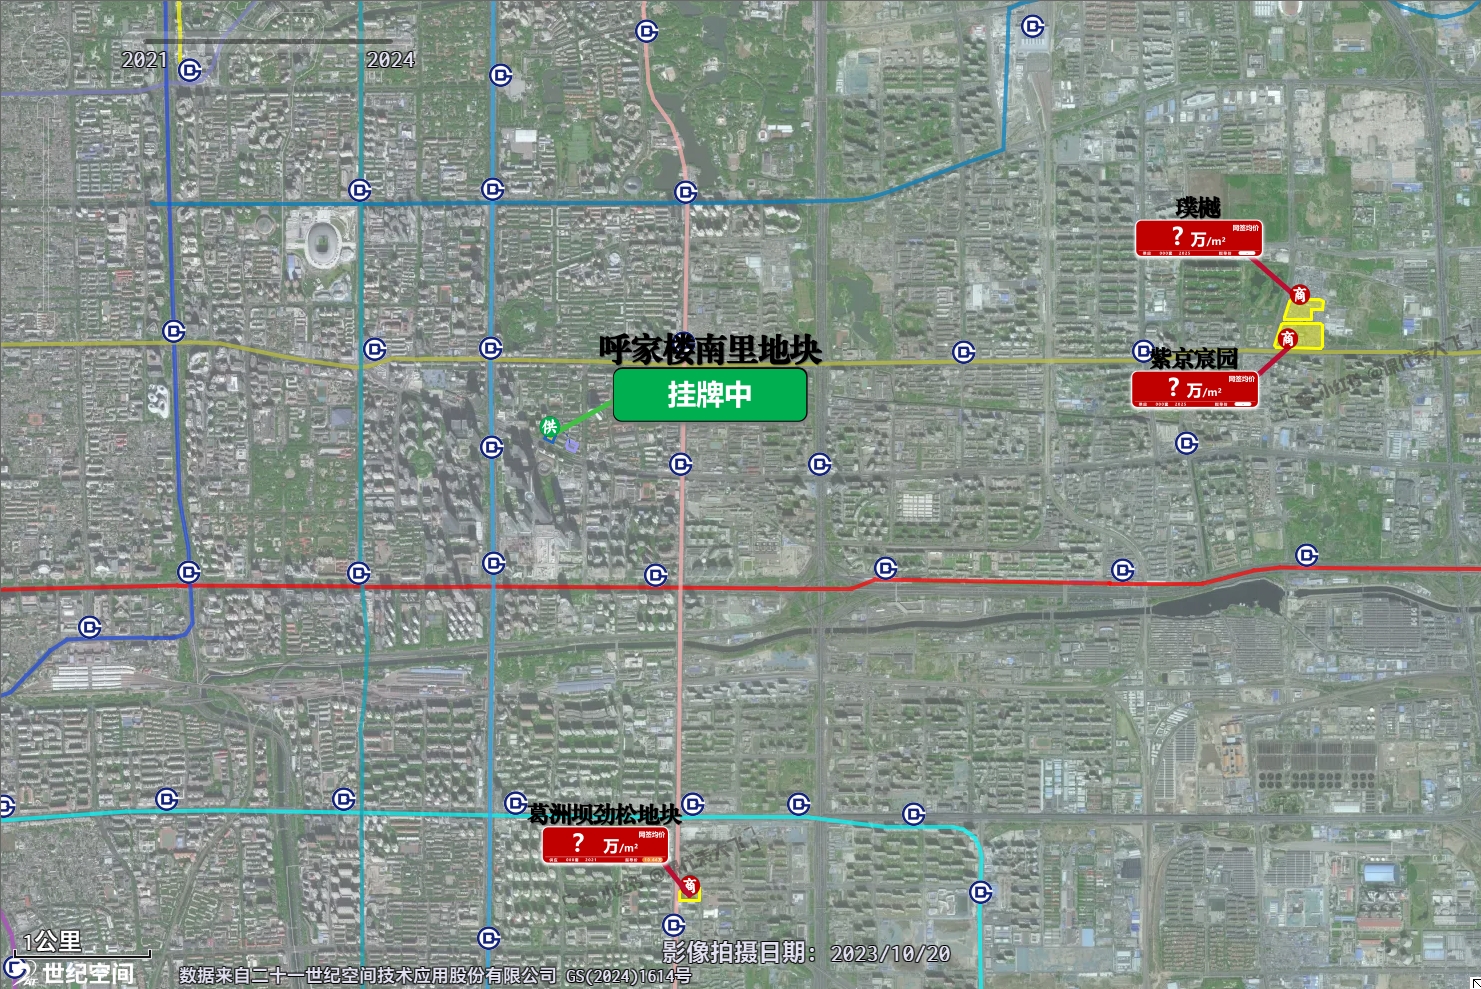 2021
2024
璞樾
网签均价
? 万/m²
呼家楼南里地块
挂牌中
供
商
商
紫京宸园
网签均价
? 万/m²
葛洲坝劲松地块
网签均价
? 万/m²
商
1公里
世纪空间
影像拍摄日期：2023/10/20
数据来自二十一世纪空间技术应用股份有限公司 GS(2024)1614号